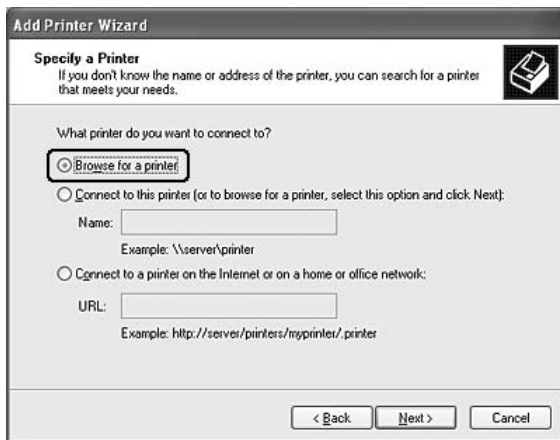 Add Printer Wizard
Specify a Printer
If you don't know the name or address of the printer, you can search for a printer
that meets your needs.
What printer do you want to connect to?
Browse for a printer
Connect to this printer (or to browse for a printer, select this option and click Next):
Name:
Example: \\server\printer
Connect to a printer on the Internet or on a home or office network:
URL:
Example: http://server/printers/myprinter/.printer
< Back Next > Cancel